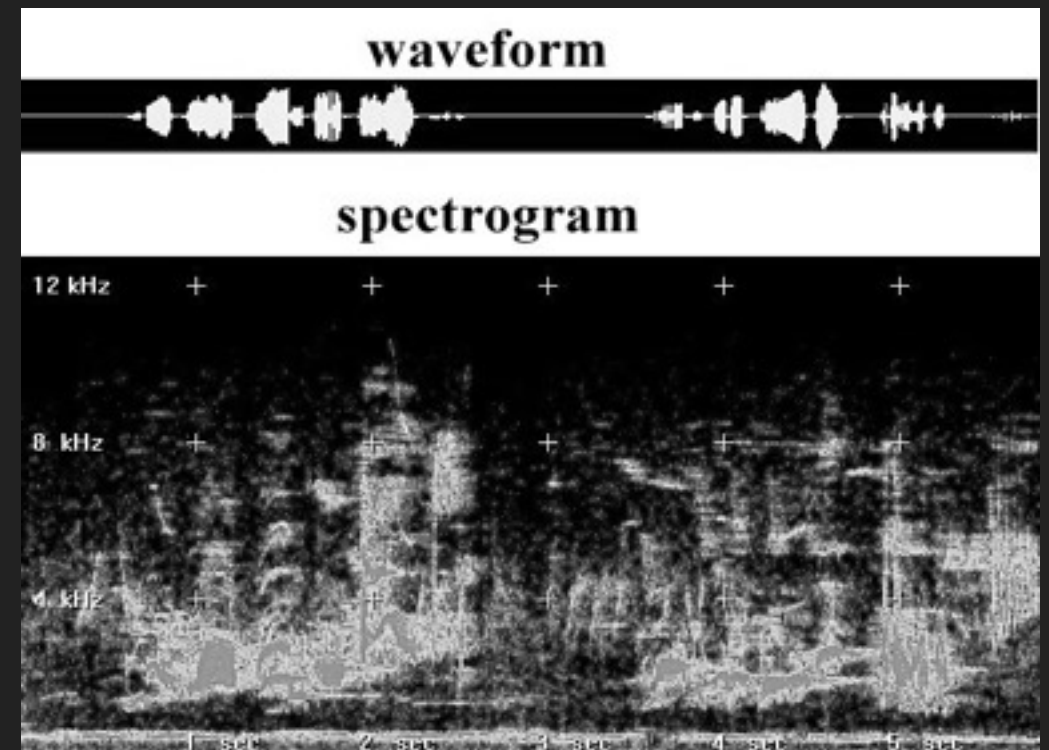 waveform
spectrogram
12 kHz
8 kHz
4 kHz
1 sec 2 sec 3 sec 4 sec 5 sec